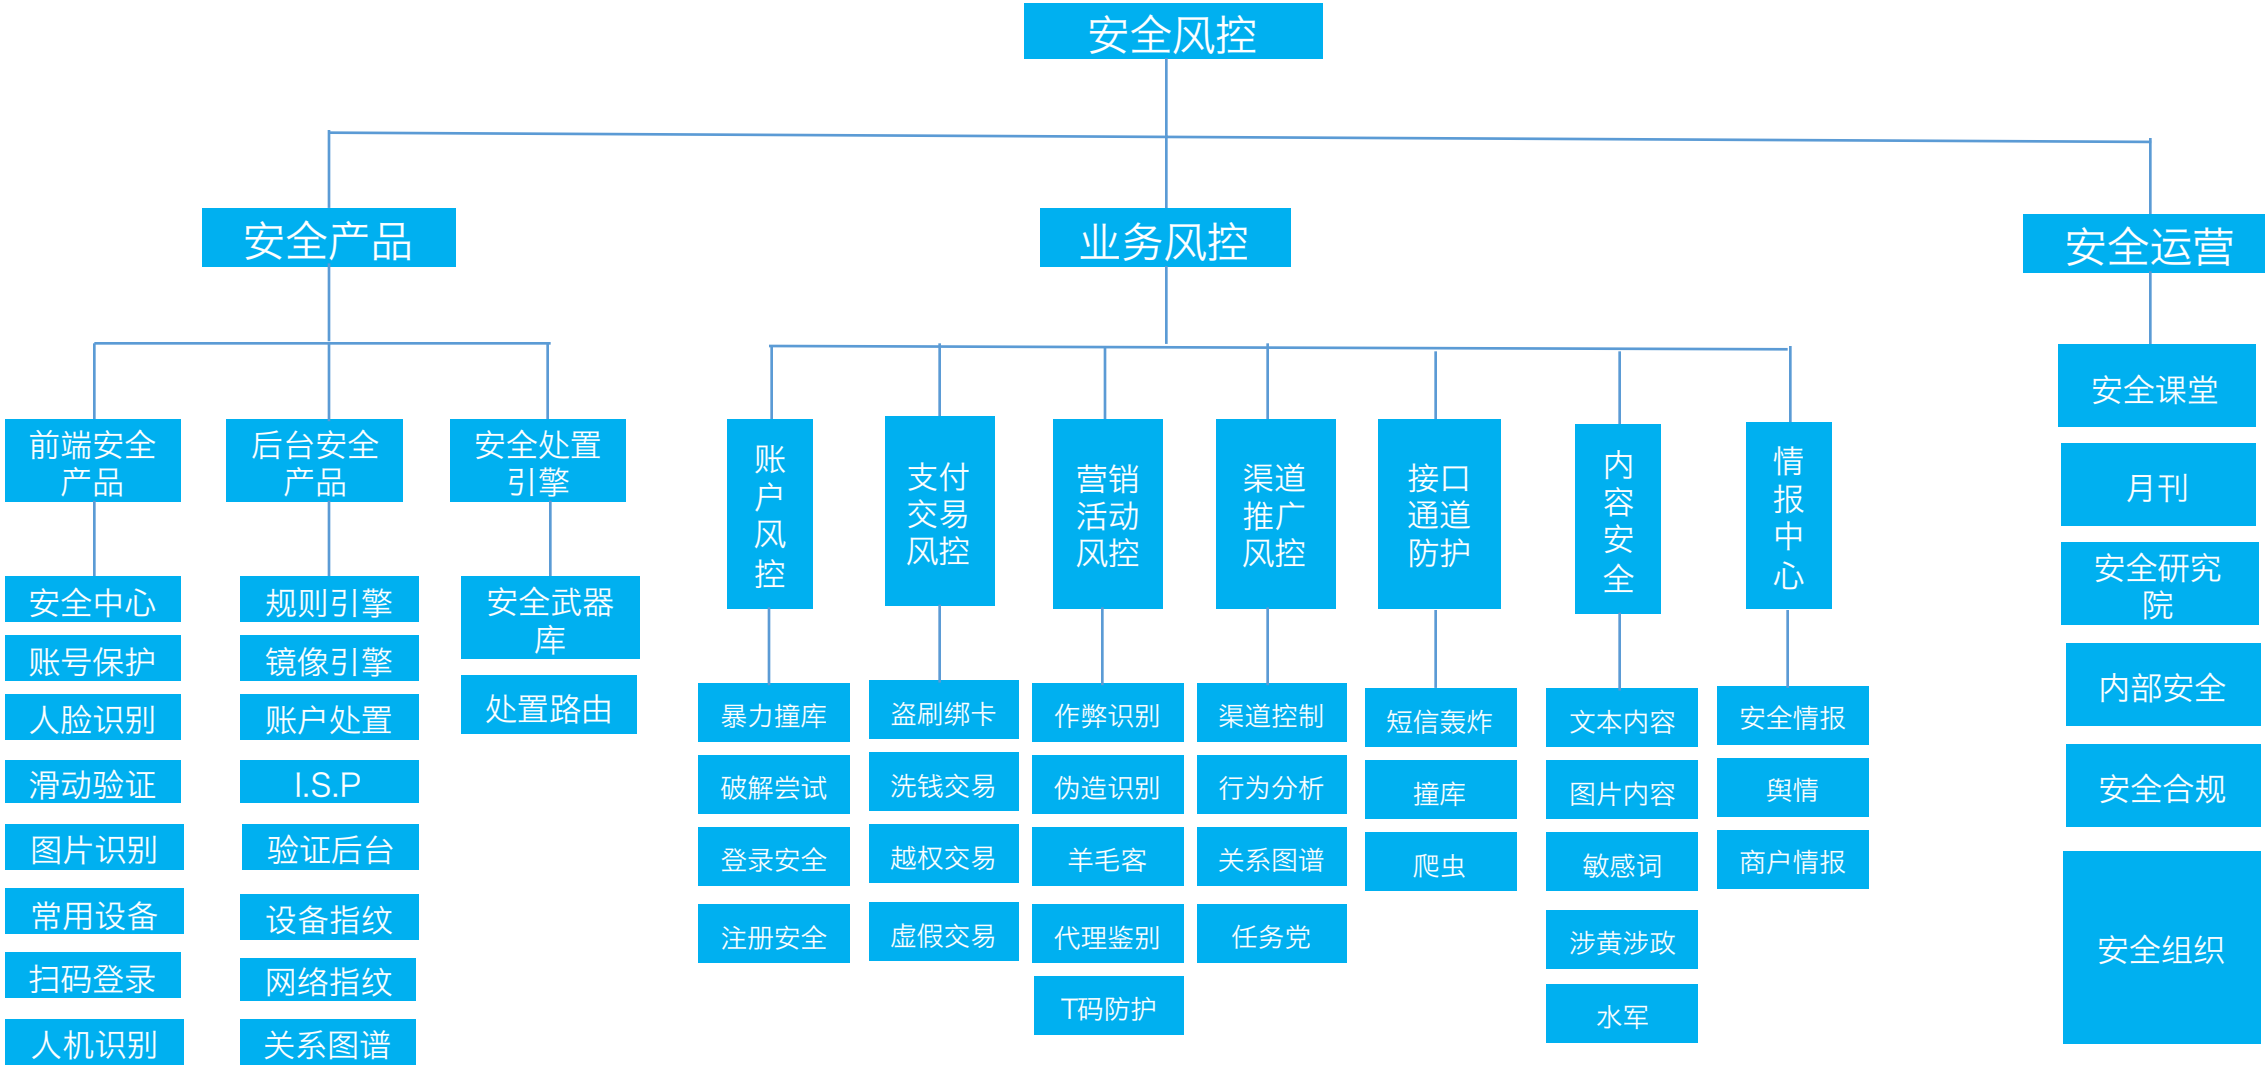 安全风控
安全产品
业务风控
安全运营
前端安全
产品
安全中心
账号保护
人脸识别
滑动验证
图片识别
常用设备
扫码登录
人机识别
后台安全
产品
规则引擎
镜像引擎
账户处置
I.S.P
验证后台
设备指纹
网络指纹
关系图谱
安全处置
引擎
安全武器
库
处置路由
账
户
风
控
暴力撞库
破解尝试
登录安全
注册安全
支付
交易
风控
盗刷绑卡
洗钱交易
越权交易
虚假交易
营销
活动
风控
作弊识别
伪造识别
羊毛客
代理鉴别
T码防护
渠道
推广
风控
渠道控制
行为分析
关系图谱
任务党
接口
通道
防护
短信轰炸
撞库
爬虫
内
容
安
全
文本内容
图片内容
敏感词
涉黄涉政
水军
情
报
中
心
安全情报
舆情
商户情报
安全课堂
月刊
安全研究
院
内部安全
安全合规
安全组织